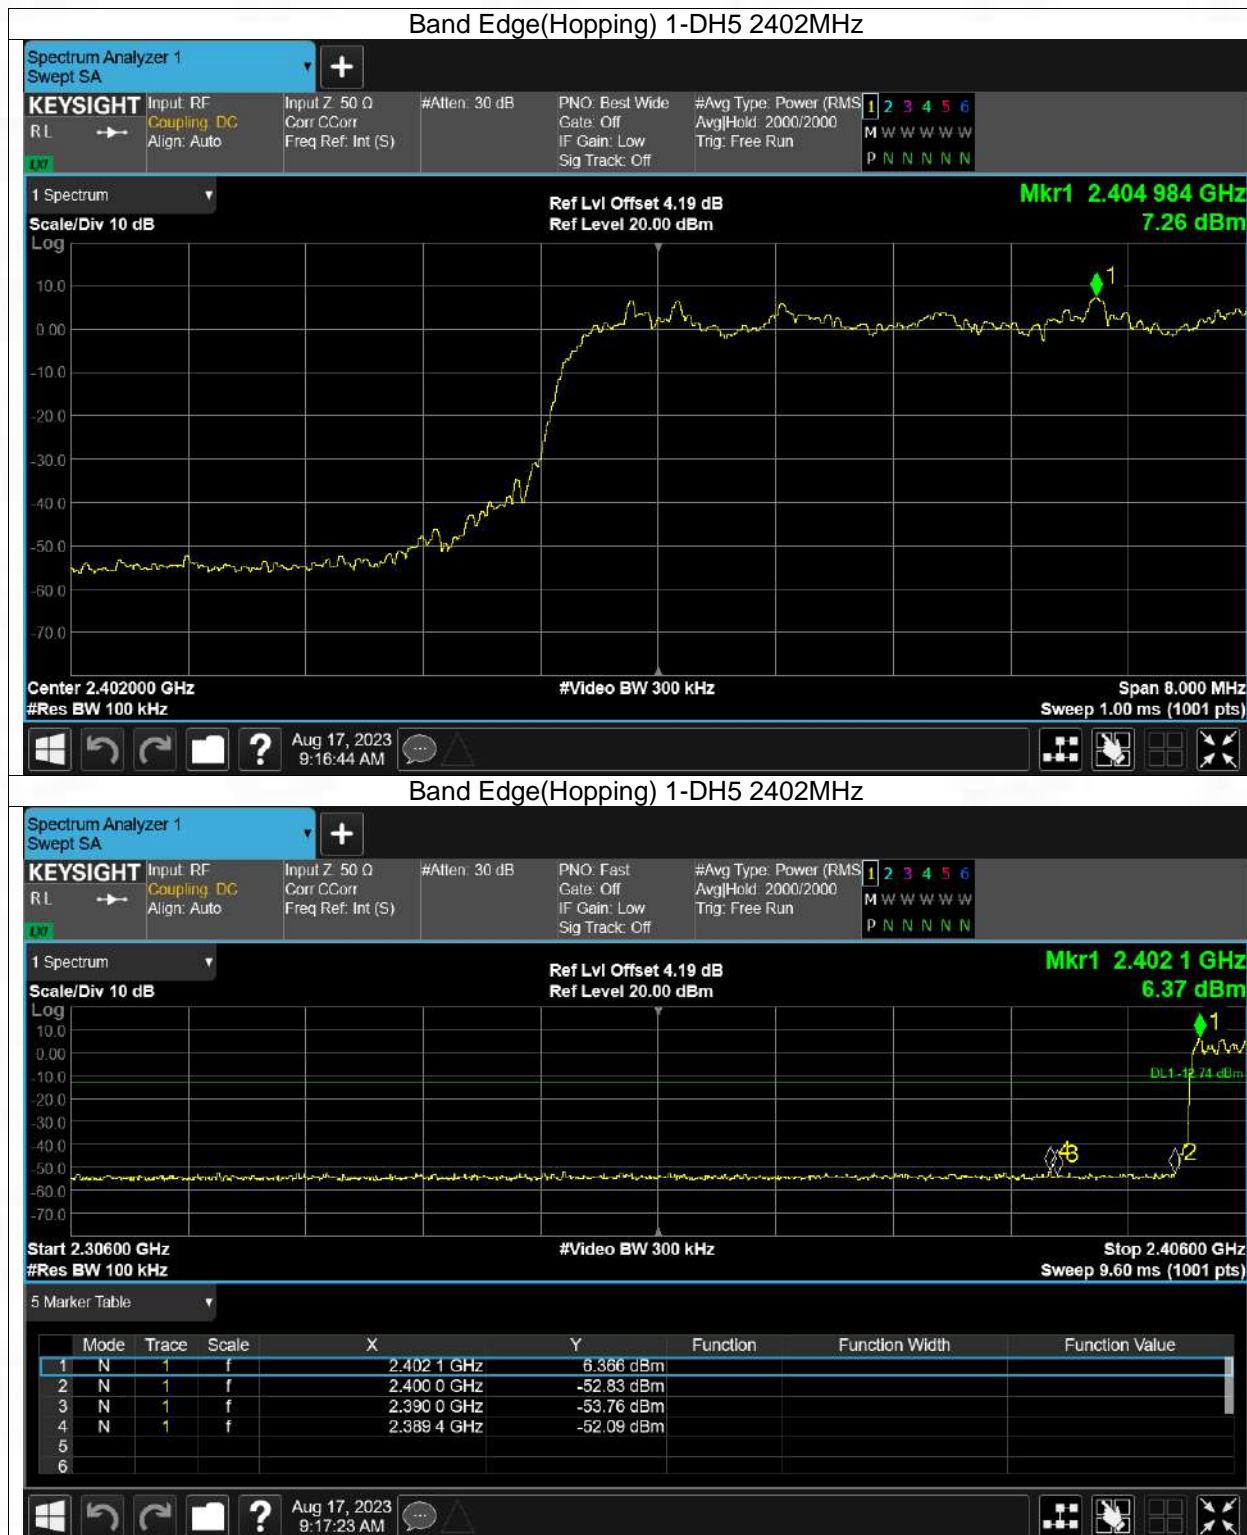 Band Edge(Hopping) 1-DH5 2402MHz
Spectrum Analyzer 1
Swept SA
KEYSIGHT Input: RF Input Z: 50 Ω #Atten: 30 dB PNO: Best Wide #Avg Type: Power (RMS 1 2 3 4 5 6
RL Coupling: DC Corr CCorr Gate: Off Avg|Hold: 2000/2000 M W W W W W
Align: Auto Freq Ref: Int (S) IF Gain: Low Trig: Free Run
LXI Sig Track: Off P N N N N N
1 Spectrum Ref Lvl Offset 4.19 dB Mkr1 2.404 984 GHz
Scale/Div 10 dB Ref Level 20.00 dBm 7.26 dBm
Log
1
10.0
0.00
-10.0
-20.0
-30.0
-40.0
-50.0
-60.0
-70.0
Center 2.402000 GHz #Video BW 300 kHz Span 8.000 MHz
#Res BW 100 kHz Sweep 1.00 ms (1001 pts)
? Aug 17, 2023
9:16:44 AM
Band Edge(Hopping) 1-DH5 2402MHz
Spectrum Analyzer 1
Swept SA
KEYSIGHT Input: RF Input Z: 50 Ω #Atten: 30 dB PNO: Fast #Avg Type: Power (RMS 1 2 3 4 5 6
RL Coupling: DC Corr CCorr Gate: Off Avg|Hold: 2000/2000 M W W W W W
Align: Auto Freq Ref: Int (S) IF Gain: Low Trig: Free Run
LXI Sig Track: Off P N N N N N
1 Spectrum Ref Lvl Offset 4.19 dB Mkr1 2.402 1 GHz
Scale/Div 10 dB Ref Level 20.00 dBm 6.37 dBm
Log
10.0 1
0.00
-10.0 DL1 -12.74 dBm
-20.0
-30.0
-40.0 4 3 2
-50.0
-60.0
-70.0
Start 2.30600 GHz #Video BW 300 kHz Stop 2.40600 GHz
#Res BW 100 kHz Sweep 9.60 ms (1001 pts)
5 Marker Table
Mode Trace Scale X Y Function Function Width Function Value
1 N 1 f 2.402 1 GHz 6.366 dBm
2 N 1 f 2.400 0 GHz -52.83 dBm
3 N 1 f 2.390 0 GHz -53.76 dBm
4 N 1 f 2.389 4 GHz -52.09 dBm
5
6
? Aug 17, 2023
9:17:23 AM